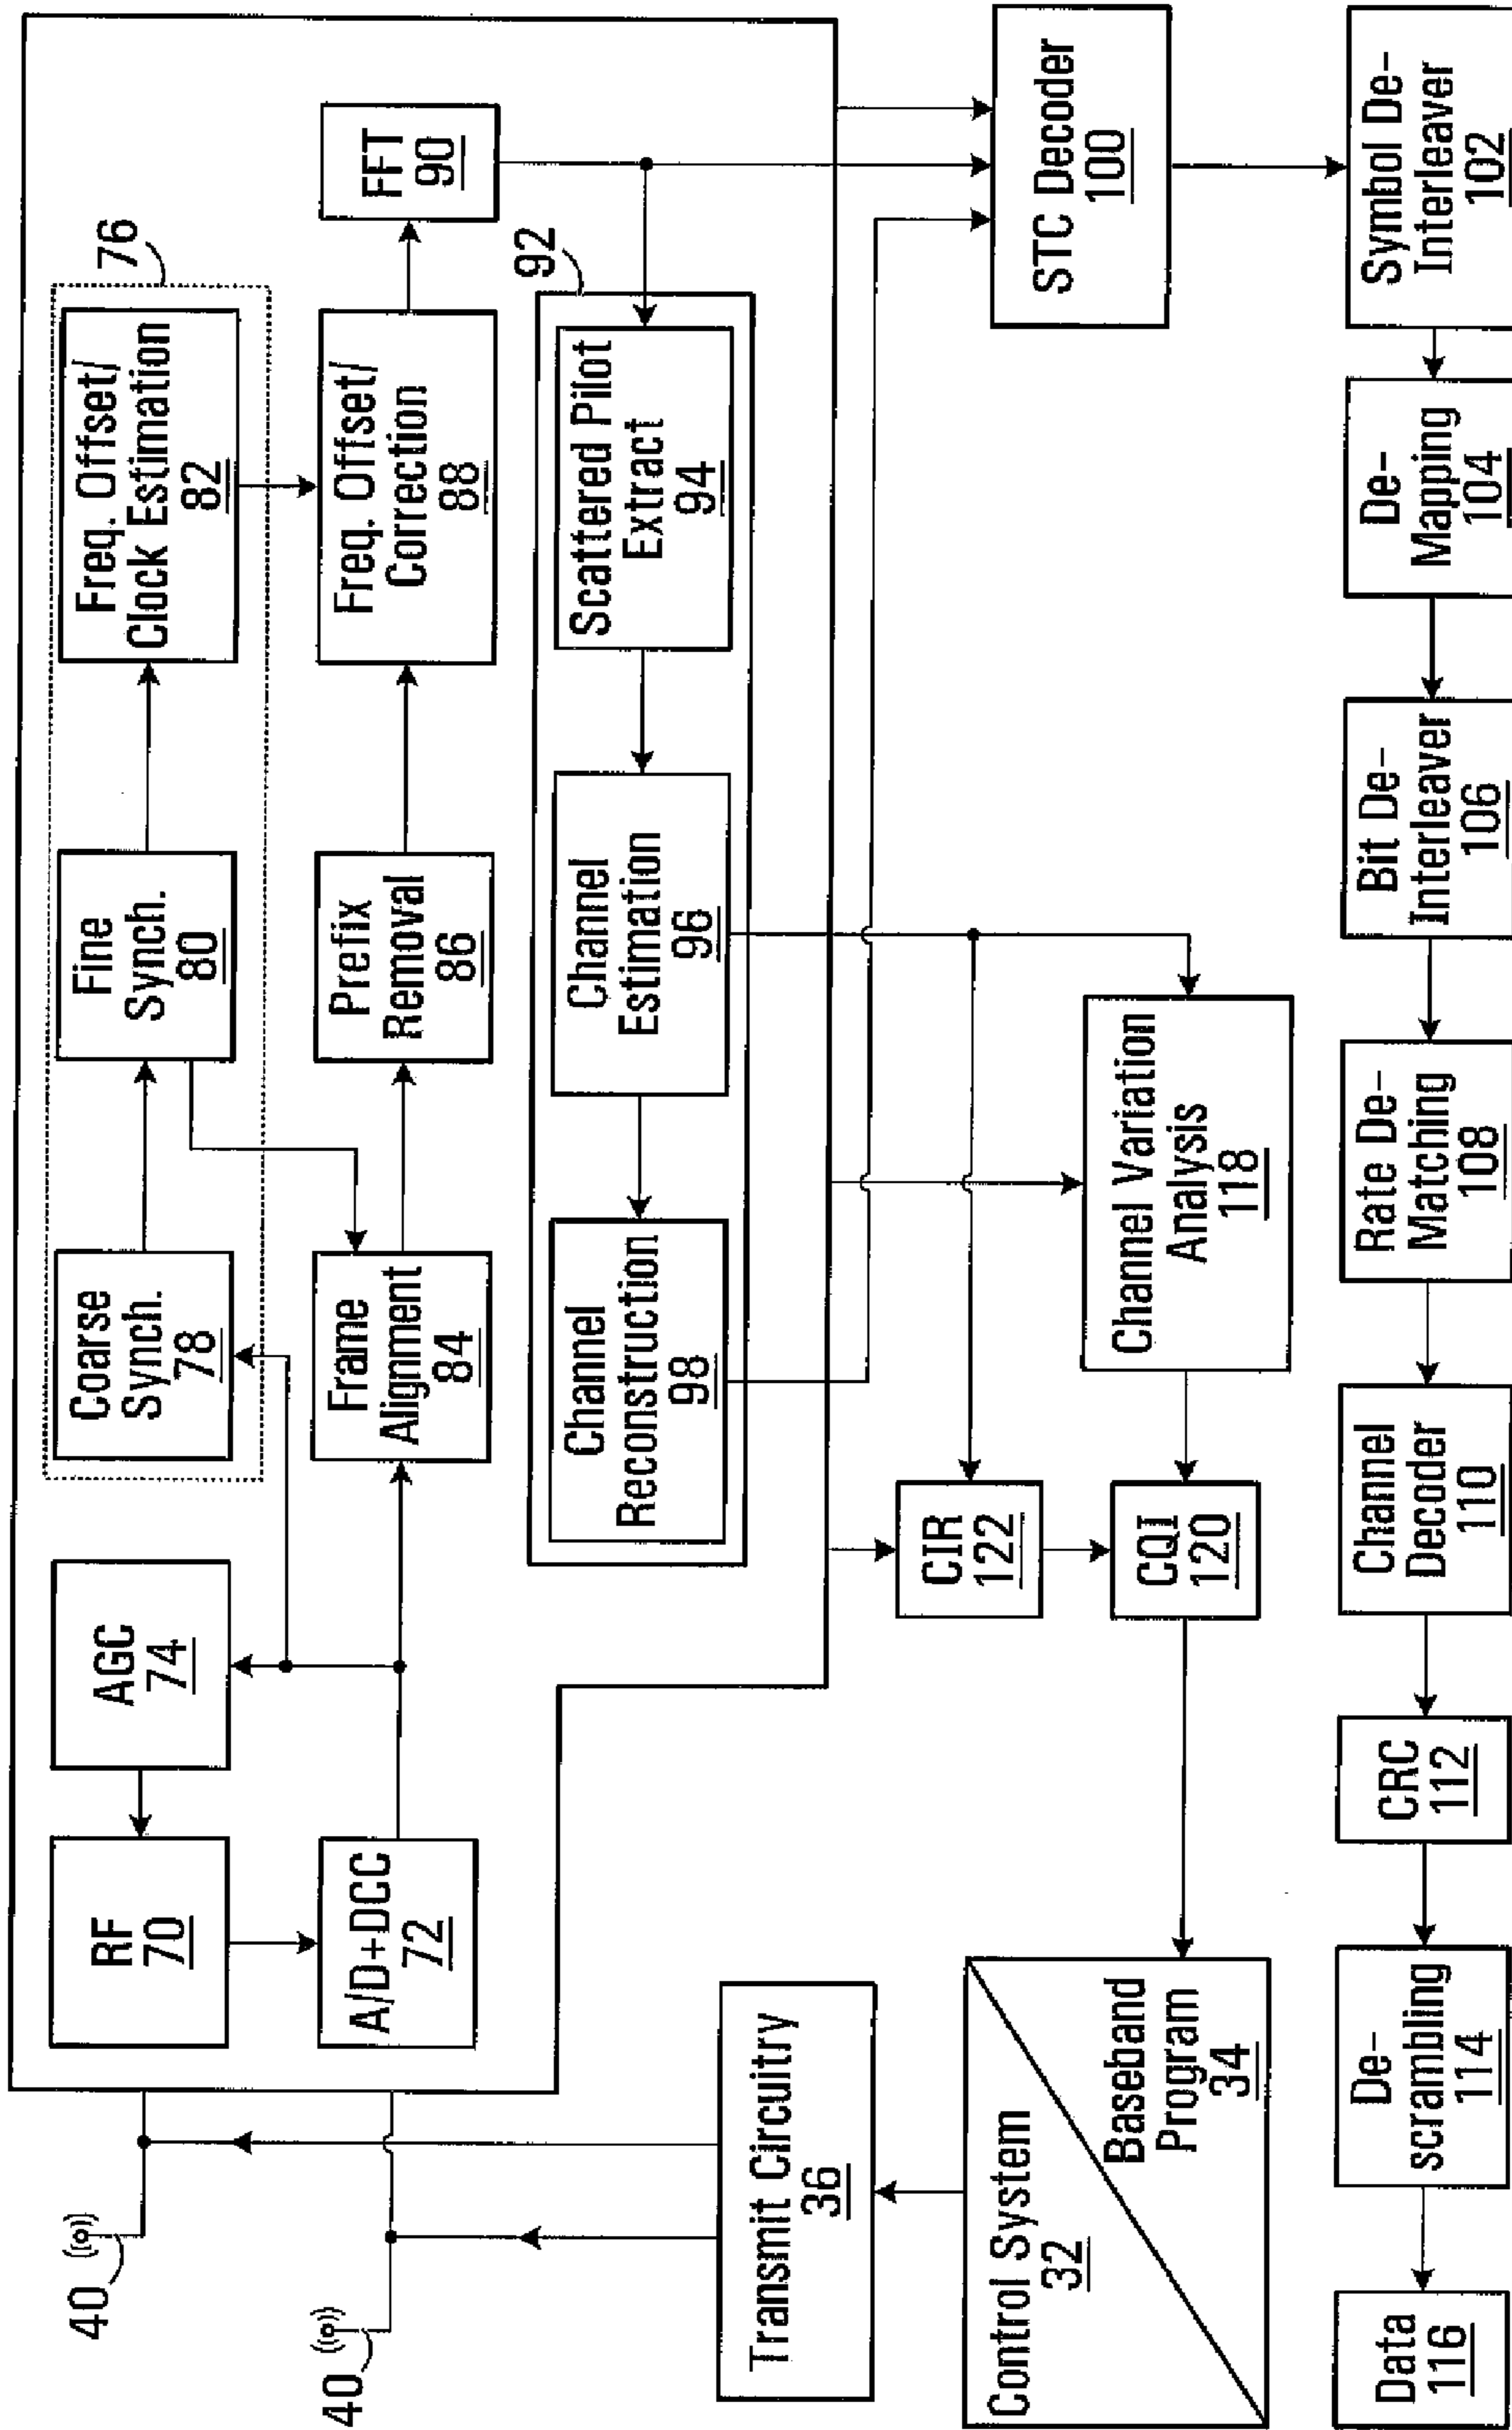 40
40
RF
70
AGC
74
A/D+DCC
72
76
Coarse
Synch.
78
Fine
Synch.
80
Freq. Offset/
Clock Estimation
82
Frame
Alignment
84
Prefix
Removal
86
Freq. Offset/
Correction
88
FFT
90
92
Channel
Reconstruction
98
Channel
Estimation
96
Scattered Pilot
Extract
94
Transmit Circuitry
36
CIR
122
CQI
120
Channel Variation
Analysis
118
STC Decoder
100
Control System
32
Baseband
Program
34
Data
116
De-
scrambling
114
CRC
112
Channel
Decoder
110
Rate De-
Matching
108
Bit De-
Interleaver
106
De-
Mapping
104
Symbol De-
Interleaver
102